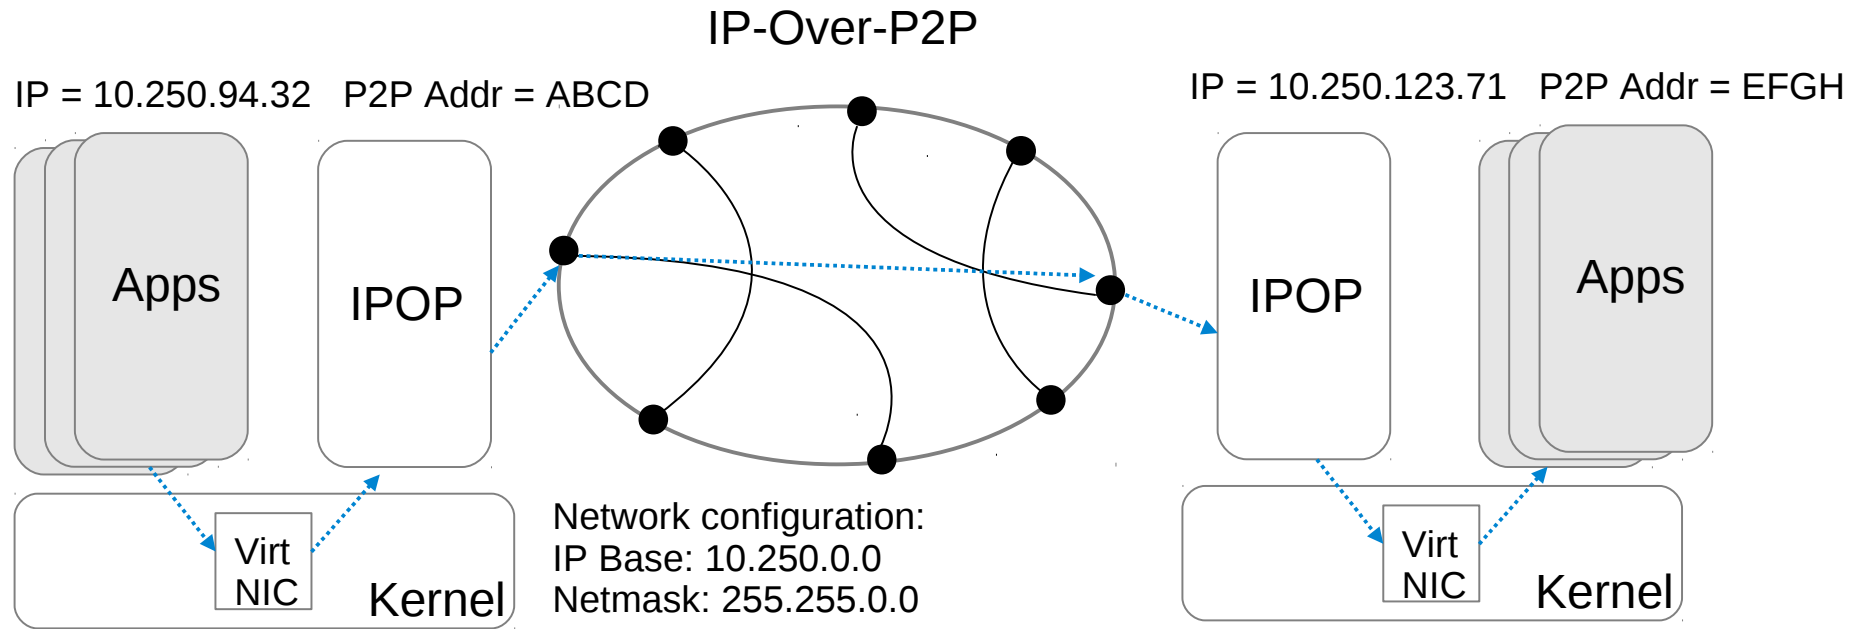 IP-Over-P2P
IP = 10.250.94.32 P2P Addr = ABCD
IP = 10.250.123.71 P2P Addr = EFGH
Apps
IPOP
IPOP
Apps
Virt
NIC
Kernel
Network configuration:
IP Base: 10.250.0.0
Netmask: 255.255.0.0
Virt
NIC
Kernel